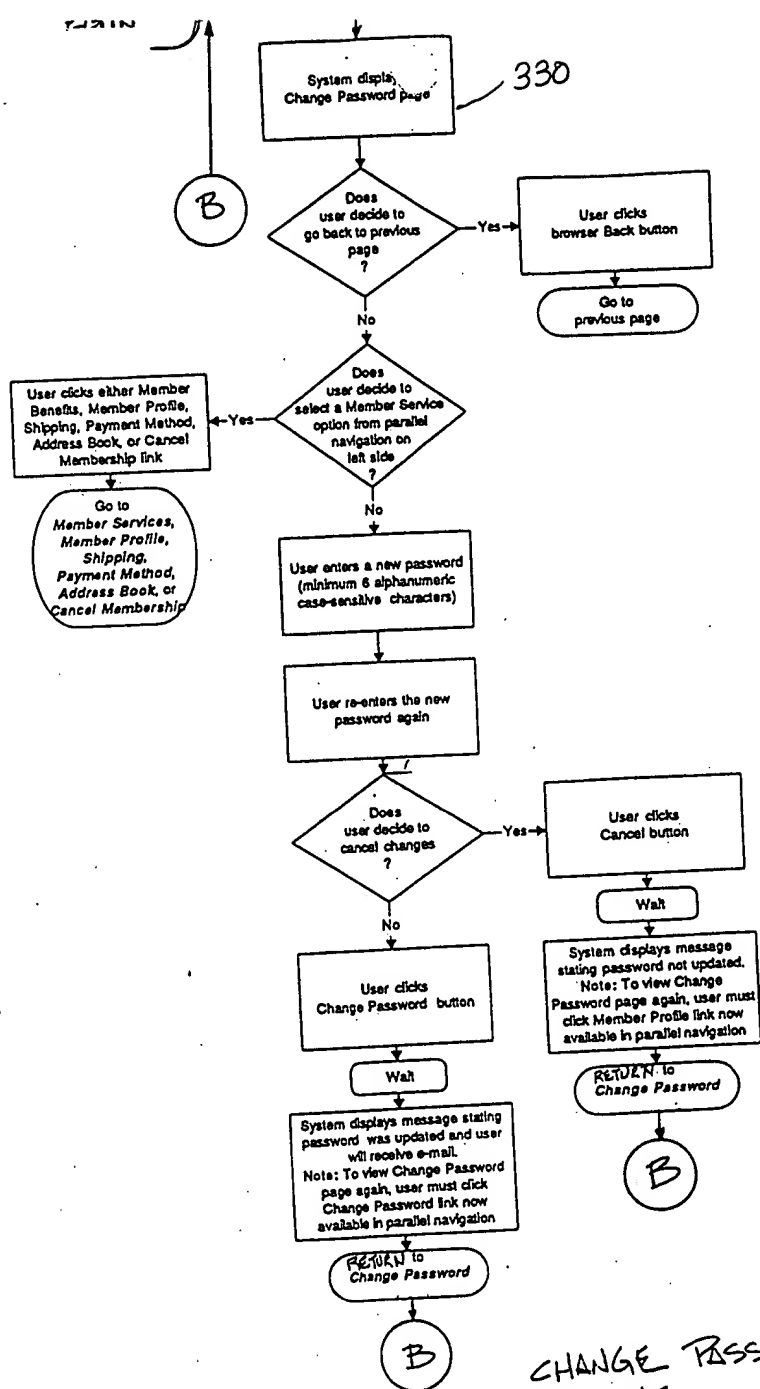 System displa
Change Password page
330
B
Does
user decide to
go back to previous
page
?
Yes
User clicks
browser Back button
Go to
previous page
No
Does
user decide to
select a Member Service
option from parallel
navigation on
left side
?
Yes
User clicks either Member
Benefits, Member Profile,
Shipping, Payment Method,
Address Book, or Cancel
Membership link
Go to
Member Services,
Member Profile,
Shipping,
Payment Method,
Address Book, or
Cancel Membership
No
User enters a new password
(minimum 6 alphanumeric
case-sensitive characters)
User re-enters the new
password again
Does
user decide to
cancel changes
?
Yes
User clicks
Cancel button
Wait
System displays message
stating password not updated.
Note: To view Change
Password page again, user must
click Member Profile link now
available in parallel navigation
RETURN to
Change Password
B
No
User clicks
Change Password button
Wait
System displays message stating
password was updated and user
will receive e-mail.
Note: To view Change Password
page again, user must click
Change Password link now
available in parallel navigation
RETURN to
Change Password
B
CHANGE PASS